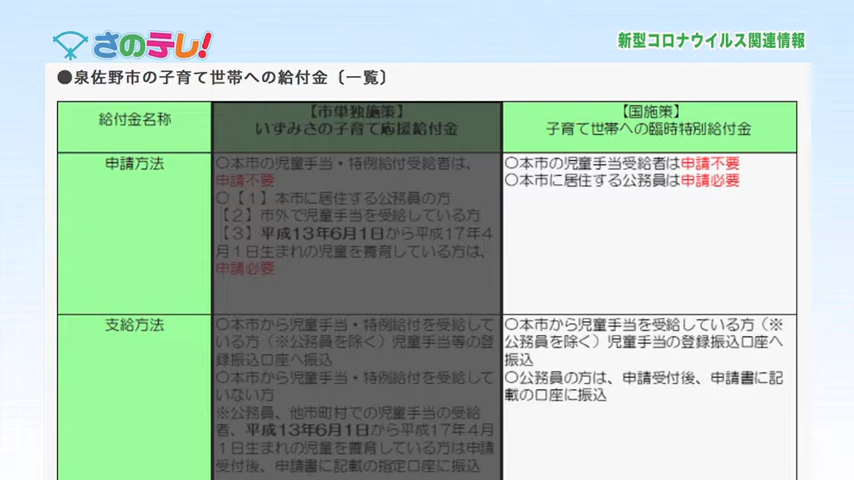 さのテレ!
新型コロナウイルス関連情報
●泉佐野市の子育て世帯への給付金〔一覧〕
給付金名称
【市単独施策】
いずみさの子育て応援給付金
【国施策】
子育て世帯への臨時特別給付金
申請方法
○本市の児童手当・特例給付受給者は、
申請不要
○【1】本市に居住する公務員の方
【2】市外で児童手当を受給している方
【3】平成13年6月1日から平成17年4
月1日生まれの児童を養育している方は、
申請必要
○本市の児童手当受給者は申請不要
○本市に居住する公務員は申請必要
支給方法
○本市から児童手当・特例給付を受給して
いる方（※公務員を除く）児童手当等の登
録振込口座へ振込
○本市から児童手当・特例給付を受給して
いない方
※公務員、他市町村での児童手当の受給
者、平成13年6月1日から平成17年4月
1日生まれの児童を養育している方は申請
受付後、申請書に記載の指定口座に振込
○本市から児童手当を受給している方（※
公務員を除く）児童手当の登録振込口座へ
振込
○公務員の方は、申請受付後、申請書に記
載の口座に振込